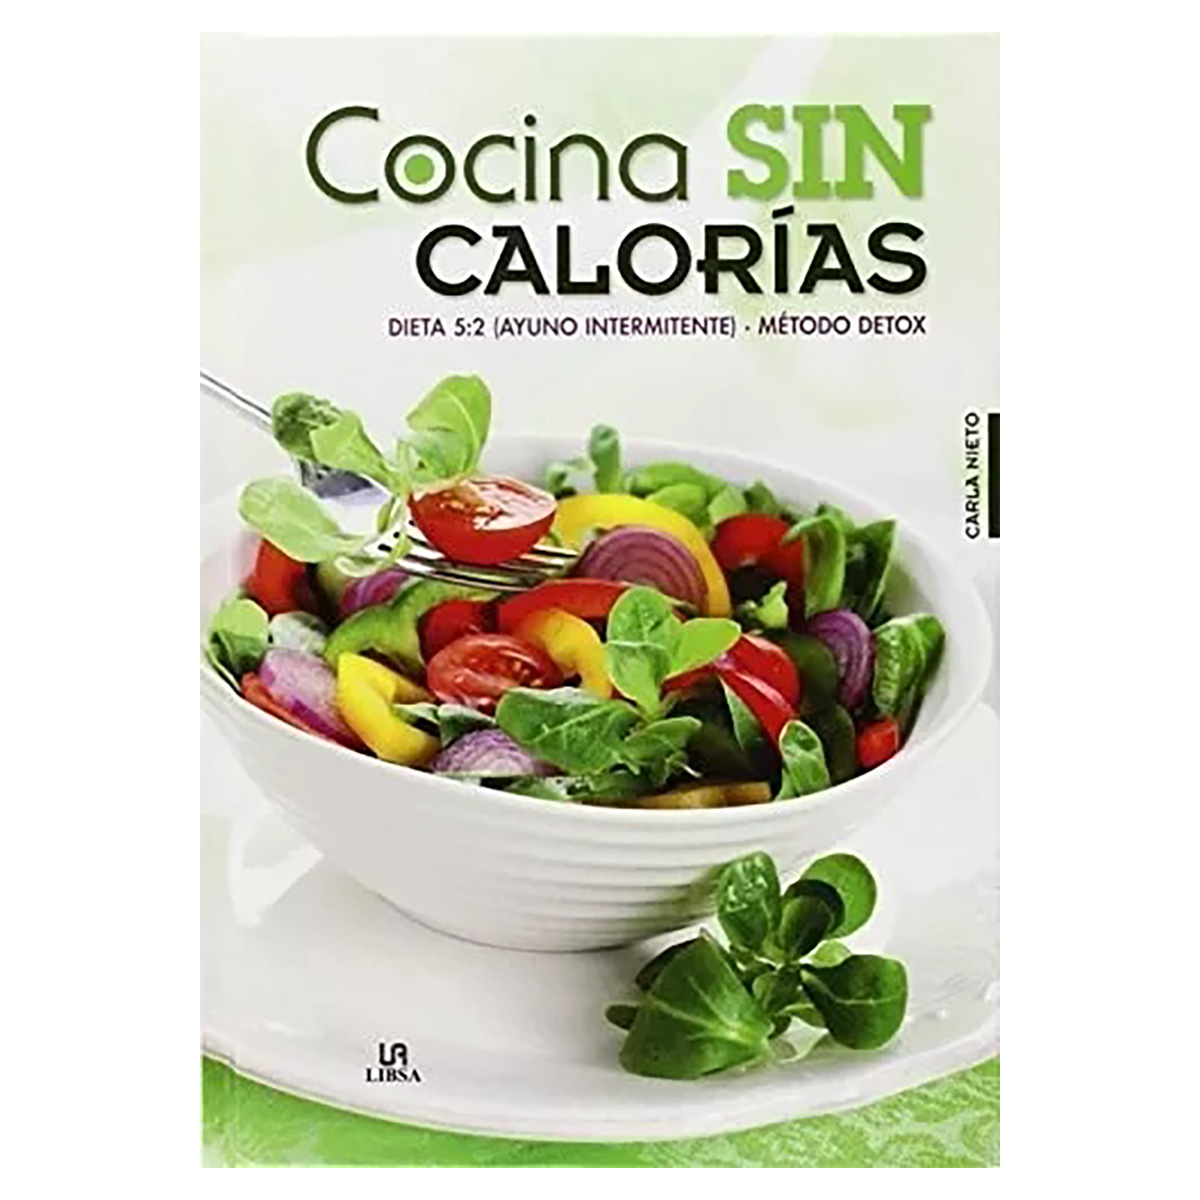 Cocina SIN
CALORÍAS
DIETA 5:2 (AYUNO INTERMITENTE) · MÉTODO DETOX
CARLA NIETO
LIBSA